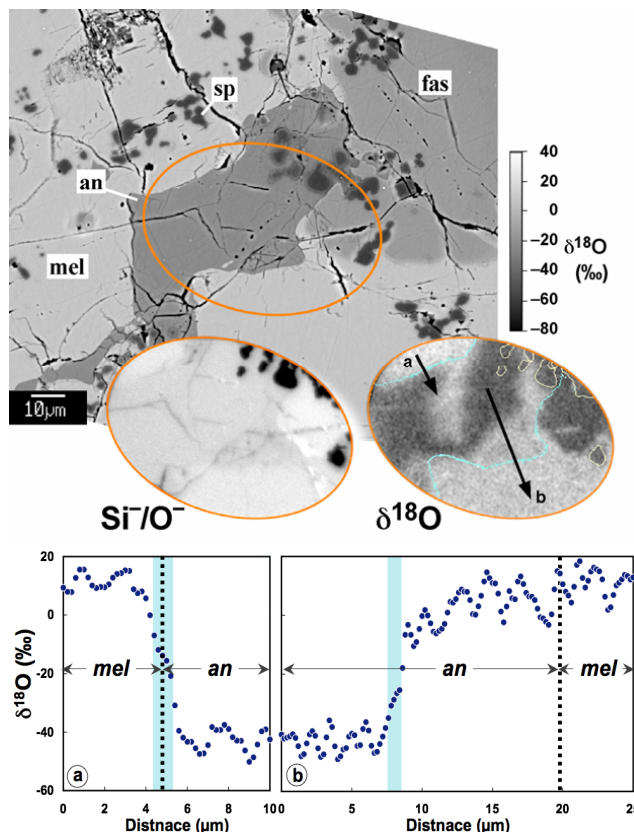 sp
fas
an
mel
40
20
0
-20
-40
-60
-80
δ18O
(‰)
10µm
a
b
Si⁻/O⁻
δ18O
20
0
-20
-40
-60
δ18O (‰)
mel
an
an
mel
a
b
0
2
4
6
8
10
0
5
10
15
20
25
Distnace (µm)
Distnace (µm)